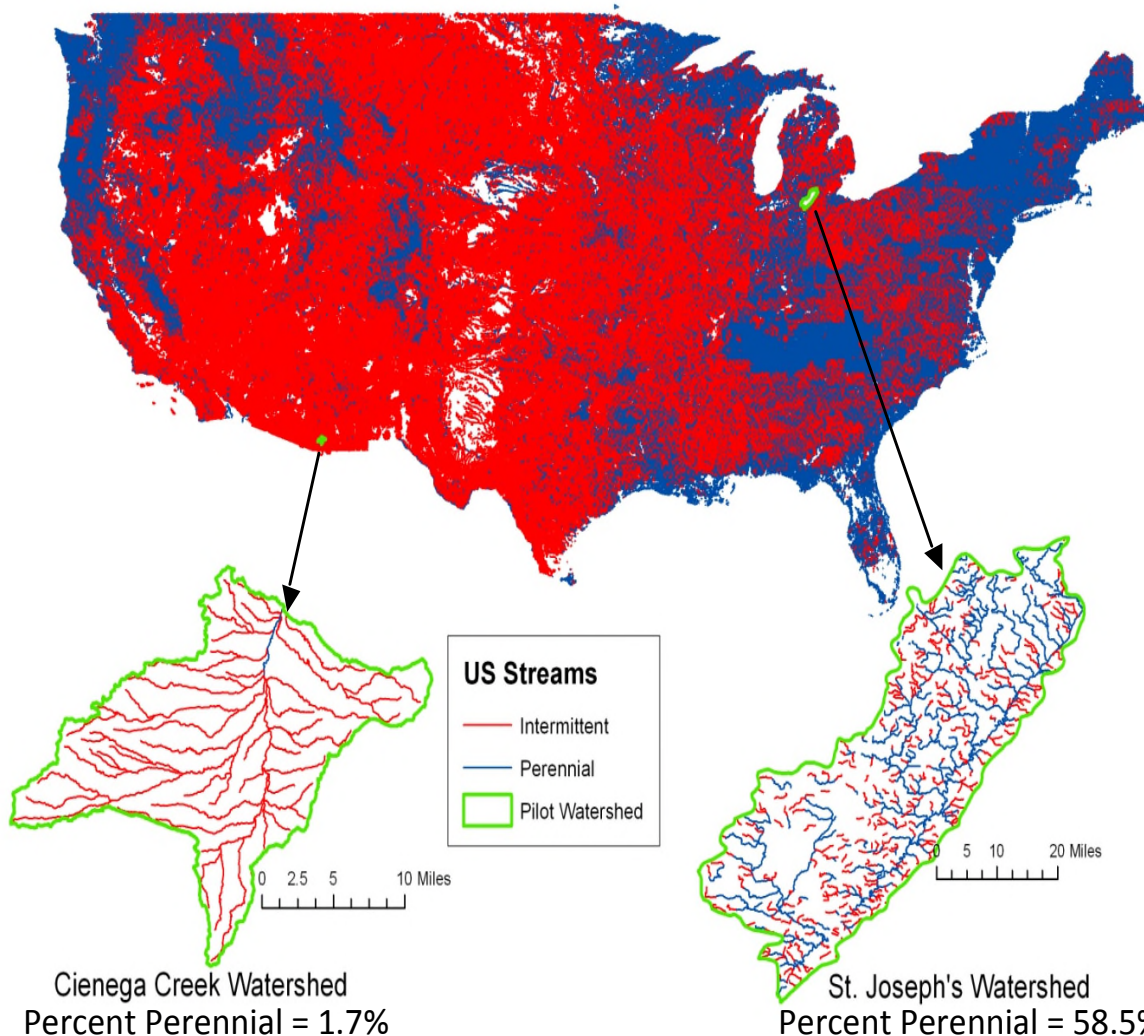 US Streams
Intermittent
Perennial
Pilot Watershed
0 2.5 5 10 Miles
0 5 10 20 Miles
Cienega Creek Watershed
Percent Perennial = 1.7%
St. Joseph's Watershed
Percent Perennial = 58.5%